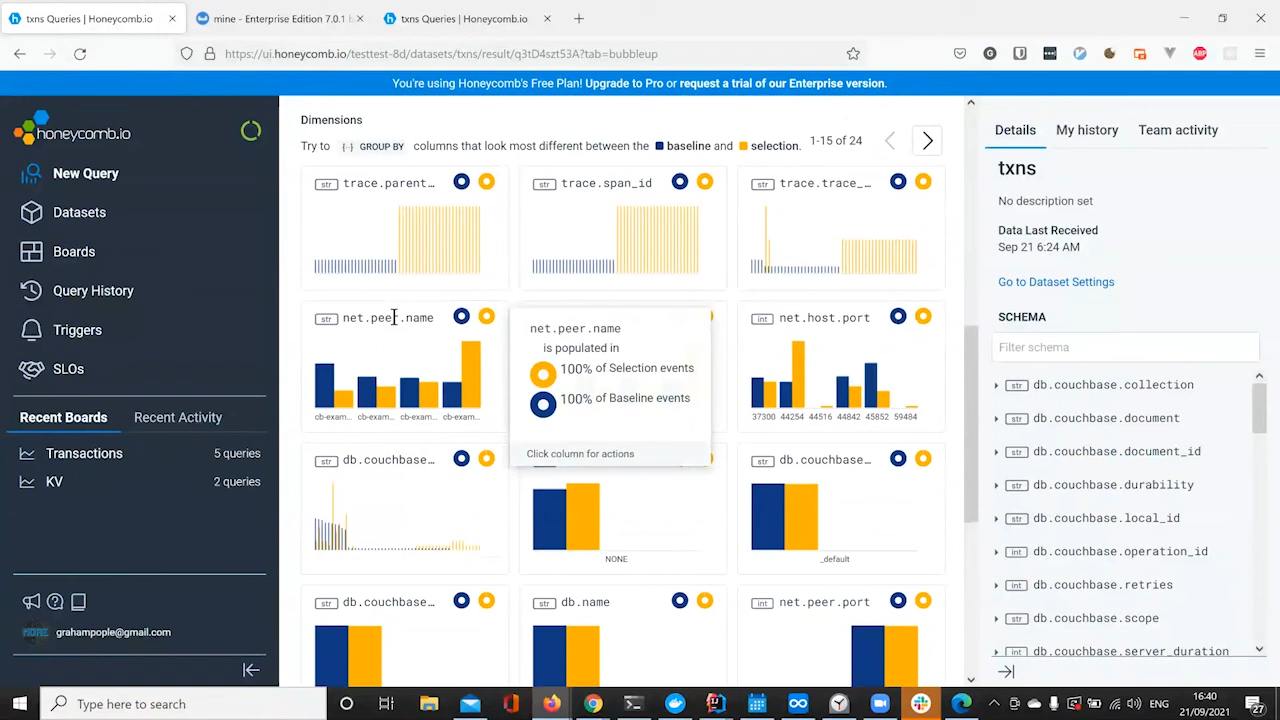 txns Queries | Honeycomb.io
mine - Enterprise Edition 7.0.1 b
txns Queries | Honeycomb.io
https://ui.honeycomb.io/testtest-8d/datasets/txns/result/q3tD4szt53A?tab=bubbleup
You're using Honeycomb's Free Plan! Upgrade to Pro or request a trial of our Enterprise version.
honeycomb.io
New Query
Datasets
Boards
Query History
Triggers
SLOs
Recent Boards Recent Activity
Transactions 5 queries
KV 2 queries
MORE grahampople@gmail.com
Dimensions
Try to GROUP BY columns that look most different between the baseline and selection. 1-15 of 24
str trace.parent…
str trace.span_id
str trace.trace_…
str net.peer.name
cb-exam… cb-exam… cb-exam… cb-exam…
net.peer.name
is populated in
100% of Selection events
100% of Baseline events
Click column for actions
int net.host.port
37300 44254 44516 44842 45852 59484
str db.couchbase…
NONE
str db.couchbase…
_default
str db.couchbase…
str db.name
int net.peer.port
Details My history Team activity
txns
No description set
Data Last Received
Sep 21 6:24 AM
Go to Dataset Settings
SCHEMA
Filter schema
str db.couchbase.collection
str db.couchbase.document
str db.couchbase.document_id
str db.couchbase.durability
str db.couchbase.local_id
int db.couchbase.operation_id
int db.couchbase.retries
str db.couchbase.scope
int db.couchbase.server_duration
Type here to search
16:40
21/09/2021
27